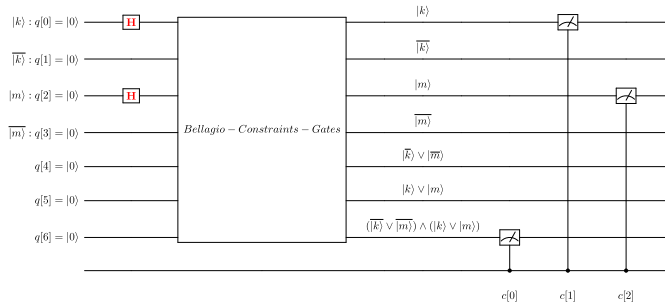 |k⟩ : q[0] = |0⟩ H |k⟩
|k⟩̅ : q[1] = |0⟩ |k⟩̅
|m⟩ : q[2] = |0⟩ H |m⟩
|m⟩̅ : q[3] = |0⟩ |m⟩̅
Bellagio − Constraints − Gates
q[4] = |0⟩ |k̅⟩ ∨ |m̅⟩
q[5] = |0⟩ |k⟩ ∨ |m⟩
q[6] = |0⟩ (|k⟩̅ ∨ |m⟩̅) ∧ (|k⟩ ∨ |m⟩)
c[0] c[1] c[2]